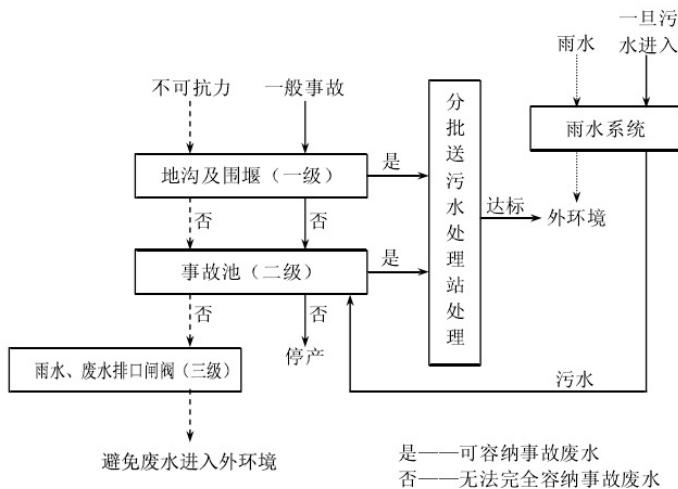 一旦污
水进入
雨水
不可抗力
一般事故
分批送污水处理站处理
雨水系统
地沟及围堰（一级）
是
达标
外环境
否
否
事故池（二级）
是
否
否
停产
雨水、废水排口闸阀（三级）
污水
避免废水进入外环境
是——可容纳事故废水
否——无法完全容纳事故废水